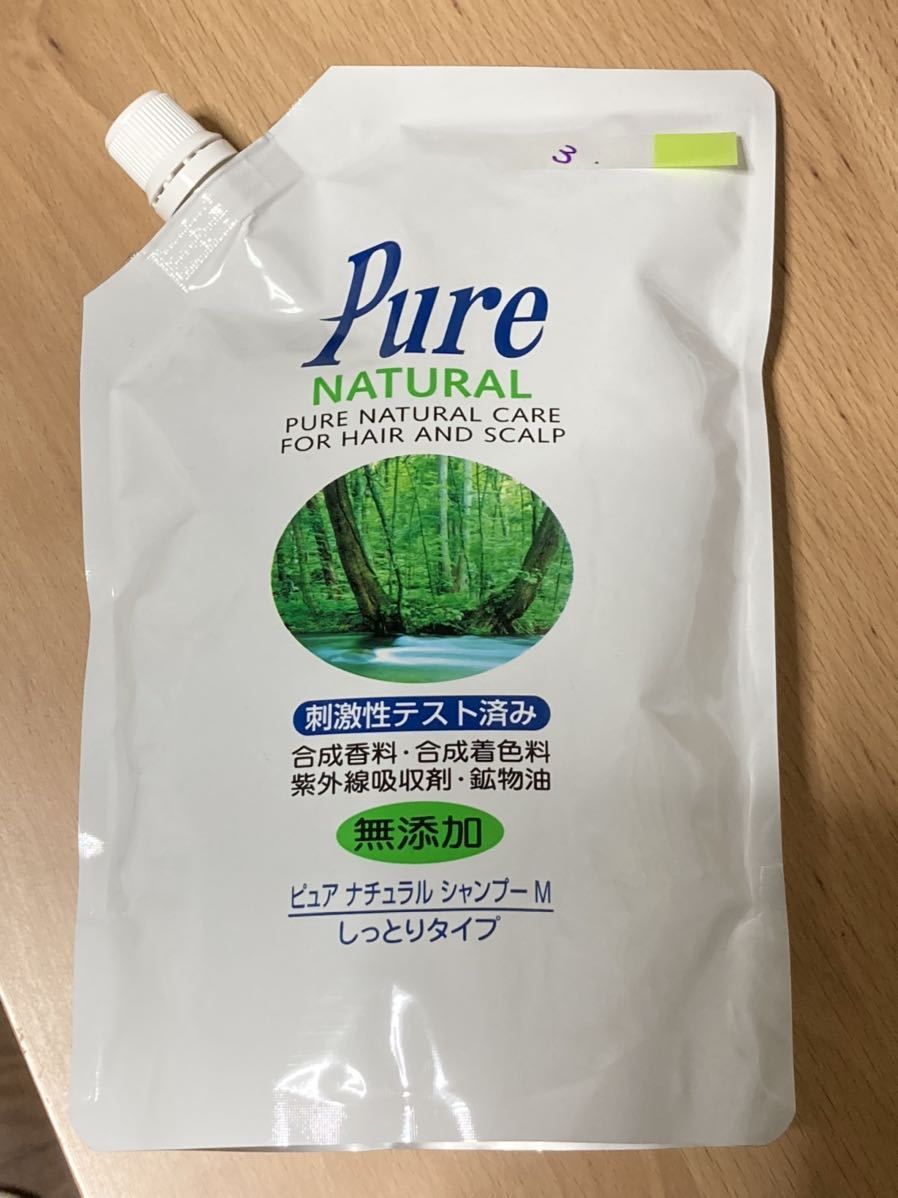 3
Pure
NATURAL
PURE NATURAL CARE
FOR HAIR AND SCALP
刺激性テスト済み
合成香料・合成着色料
紫外線吸収剤・鉱物油
無添加
ピュア ナチュラル シャンプー M
しっとりタイプ